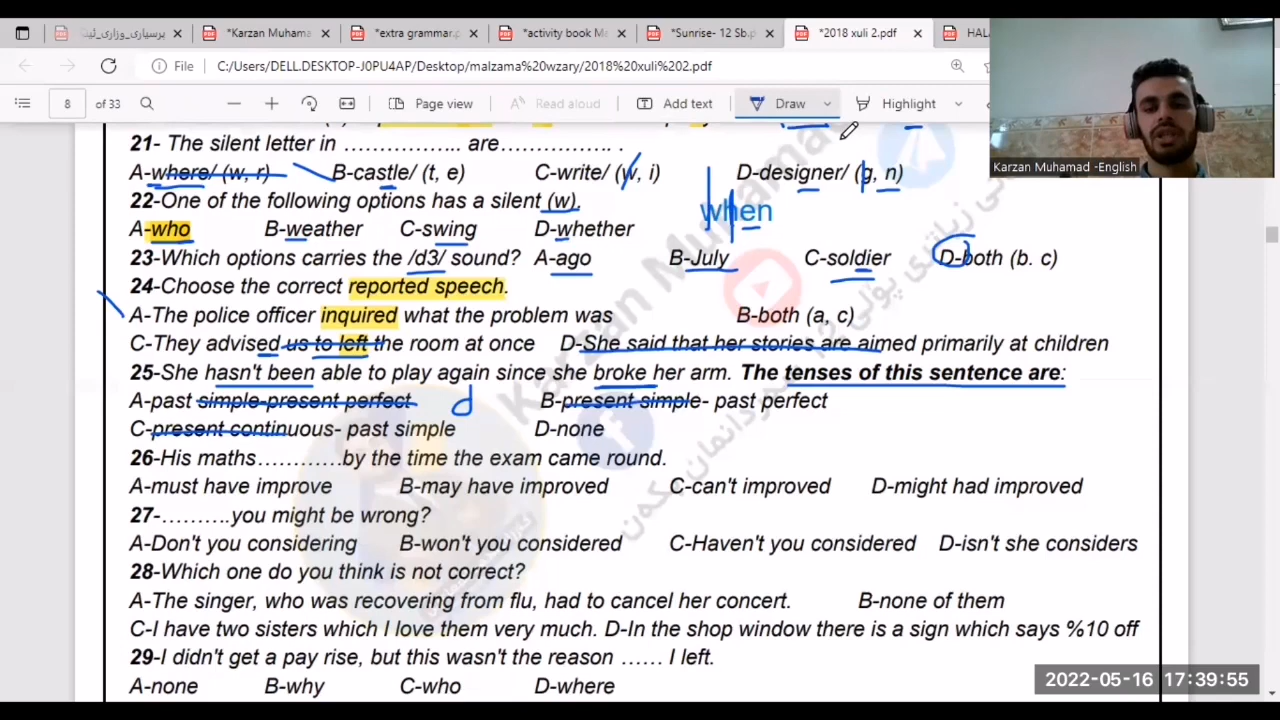 پرسیاری_وزاری_ئینگ
*Karzan Muhama
*extra grammar.p
*activity book Ma
*Sunrise- 12 Sb.p
*2018 xuli 2.pdf
HALA
File C:/Users/DELL.DESKTOP-J0PU4AP/Desktop/malzama%20wzary/2018%20xuli%202.pdf
8 of 33 Page view Read aloud Add text Draw Highlight
Karzan Muhamad -English
21- The silent letter in ................ are................ .
A-where/ (w, r) B-castle/ (t, e) C-write/ (w, i) D-designer/ (g, n)
22-One of the following options has a silent (w).
when
A-who B-weather C-swing D-whether
23-Which options carries the /d3/ sound? A-ago B-July C-soldier D-both (b. c)
24-Choose the correct reported speech.
A-The police officer inquired what the problem was B-both (a, c)
C-They advised us to left the room at once D-She said that her stories are aimed primarily at children
25-She hasn't been able to play again since she broke her arm. The tenses of this sentence are:
A-past simple-present perfect d B-present simple- past perfect
C-present continuous- past simple D-none
26-His maths............by the time the exam came round.
A-must have improve B-may have improved C-can't improved D-might had improved
27-..........you might be wrong?
A-Don't you considering B-won't you considered C-Haven't you considered D-isn't she considers
28-Which one do you think is not correct?
A-The singer, who was recovering from flu, had to cancel her concert. B-none of them
C-I have two sisters which I love them very much. D-In the shop window there is a sign which says %10 off
29-I didn't get a pay rise, but this wasn't the reason ...... I left.
A-none B-why C-who D-where
Karzan Muhama
2022-05-16 17:39:55